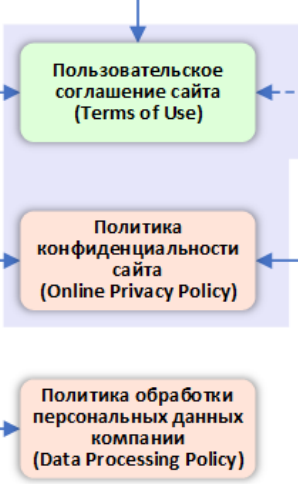 Пользовательское
соглашение сайта
(Terms of Use)
Политика
конфиденциальности
сайта
(Online Privacy Policy)
Политика обработки
персональных данных
компании
(Data Processing Policy)